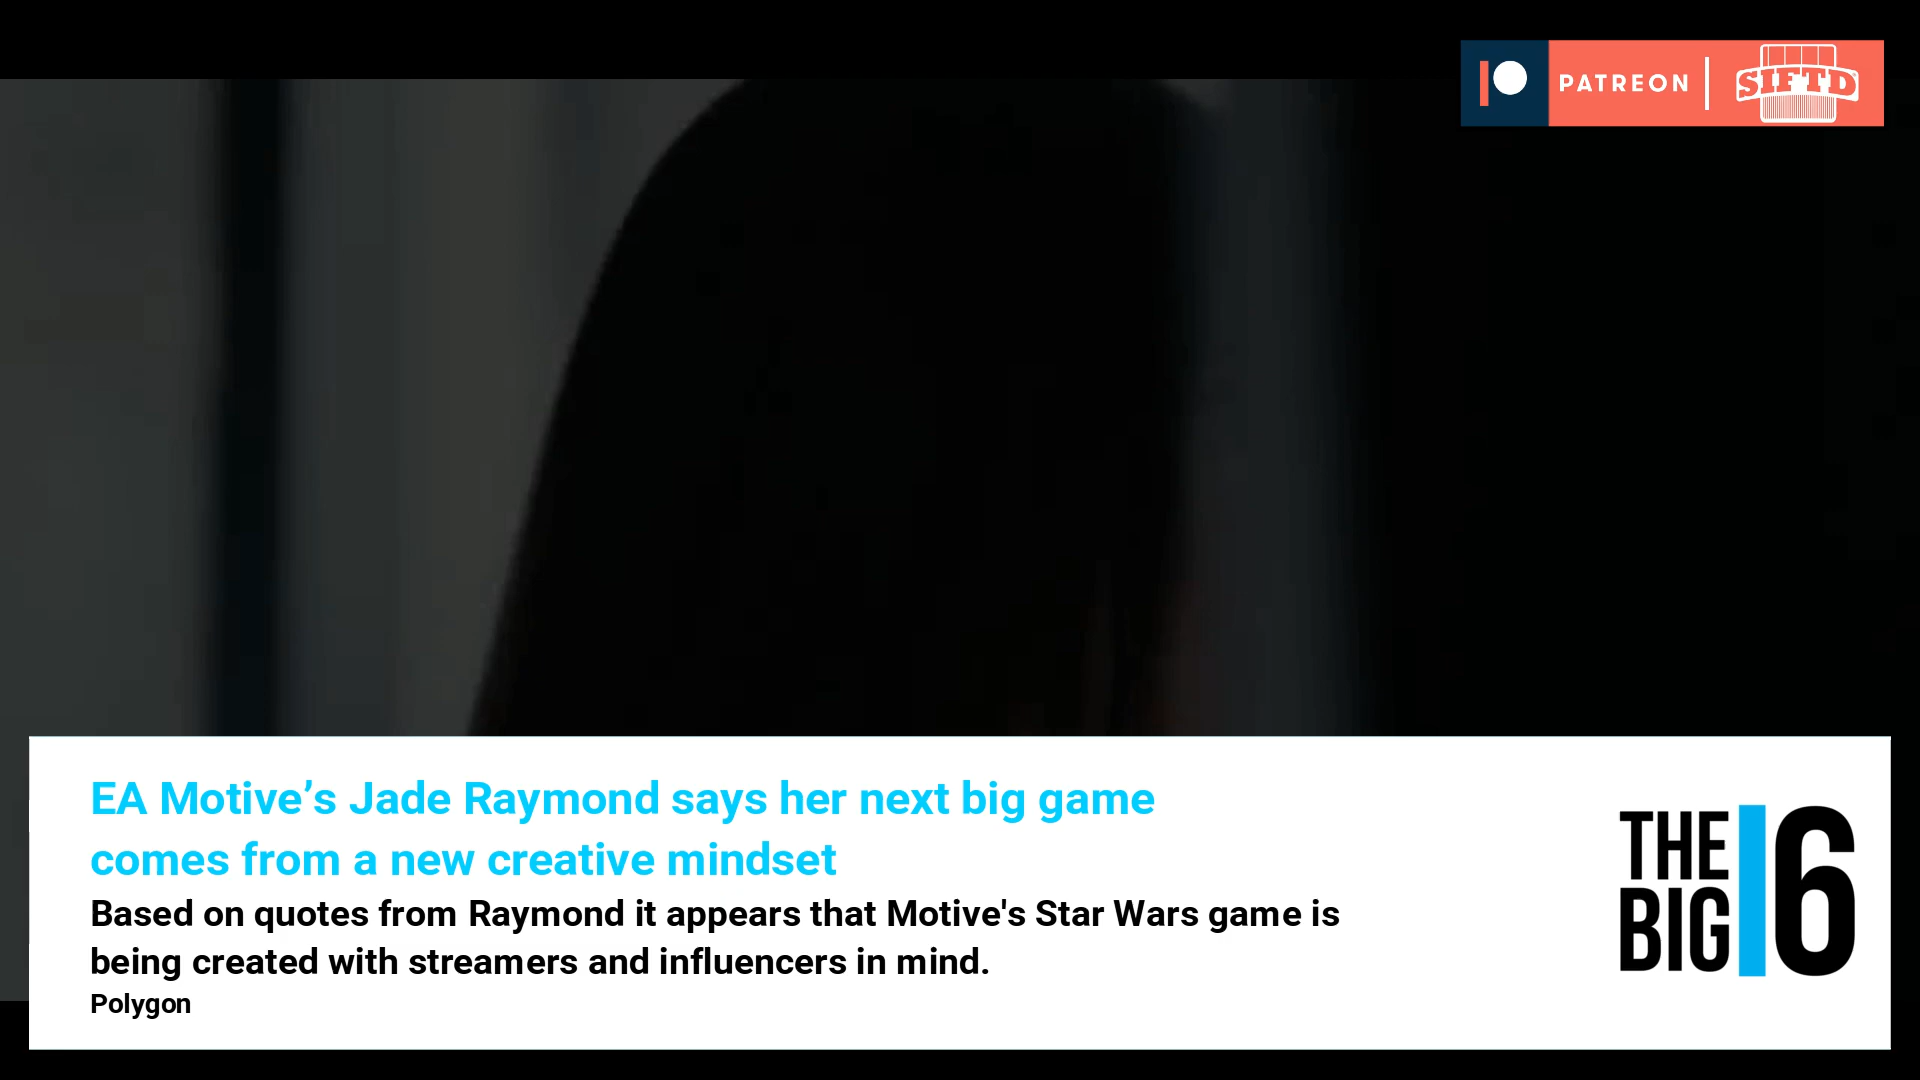 PATREON
SIFTD
EA Motive’s Jade Raymond says her next big game
comes from a new creative mindset
Based on quotes from Raymond it appears that Motive's Star Wars game is
being created with streamers and influencers in mind.
Polygon
THE
BIG
6